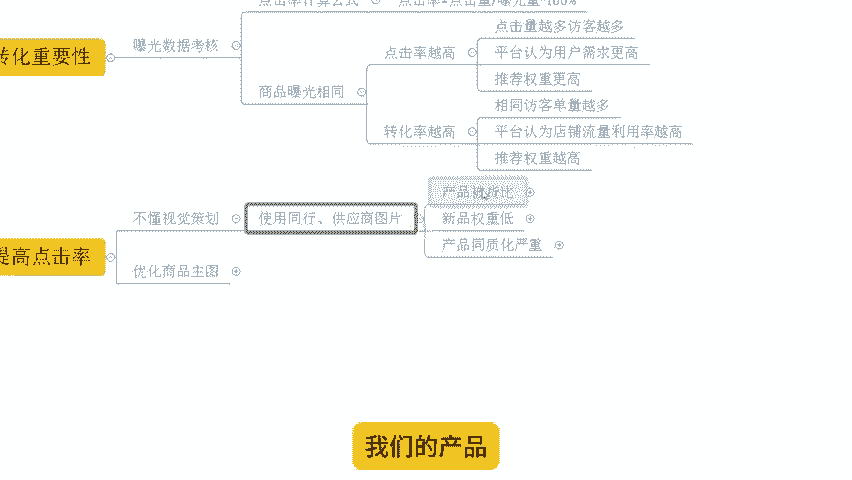 点击率计算公式
点击率=点击量/曝光量*100%
转化重要性
曝光数据考核
点击量越多访客越多
点击率越高
平台认为用户需求更高
推荐权重更高
商品曝光相同
相同访客单量越多
转化率越高
平台认为店铺流量利用率越高
推荐权重越高
不懂视觉策划
使用同行、供应商图片
新品权重低
产品同质化严重
提高点击率
优化商品主图
我们的产品